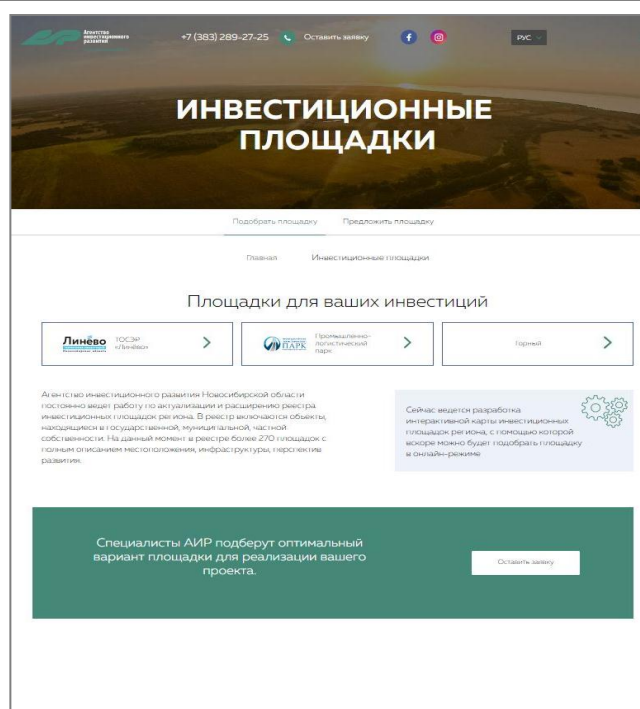 Агентство
инвестиционного
развития
+7 (383) 289-27-25
Оставить заявку
РУС
ИНВЕСТИЦИОННЫЕ
ПЛОЩАДКИ
Подобрать площадку
Предложить площадку
Главная
Инвестиционные площадки
Площадки для ваших инвестиций
Линёво
ТОСЭР
«Линёво»
ПАРК
Промышленно-
логистический
парк
Горный
Агентство инвестиционного развития Новосибирской области
постоянно ведет работу по актуализации и расширению реестра
инвестиционных площадок региона. В реестр включаются объекты,
находящиеся в государственной, муниципальной, частной
собственности. На данный момент в реестре более 270 площадок с
полным описанием местоположения, инфраструктуры, перспектив
развития.
Сейчас ведется разработка
интерактивной карты инвестиционных
площадок региона, с помощью которой
вскоре можно будет подобрать площадку
в онлайн-режиме
Специалисты АИР подберут оптимальный
вариант площадки для реализации вашего
проекта.
Оставить заявку